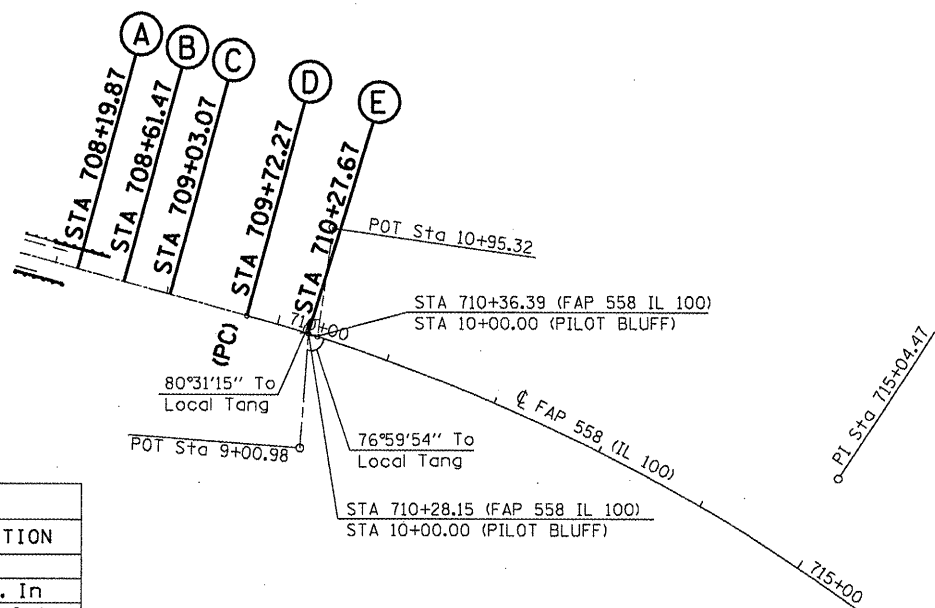 A
B
C
D
E
STA 708+19.87
STA 708+61.47
STA 709+03.07
STA 709+72.27
STA 710+27.67
(PC)
710+00
POT Sta 10+95.32
STA 710+36.39 (FAP 558 IL 100)
STA 10+00.00 (PILOT BLUFF)
80°31'15" To
Local Tang
POT Sta 9+00.98
76°59'54" To
Local Tang
STA 710+28.15 (FAP 558 IL 100)
STA 10+00.00 (PILOT BLUFF)
℄ FAP 558 (IL 100)
PI Sta 715+04.47
715+00
TION
. In